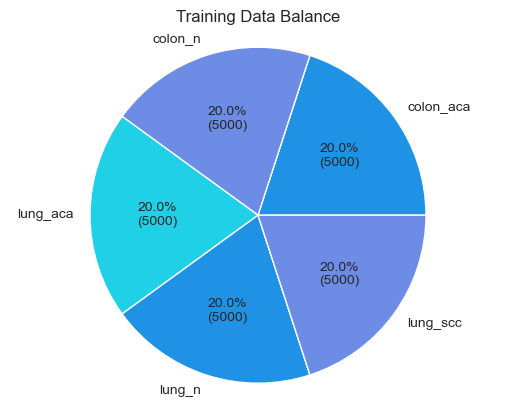 Training Data Balance
colon_n
colon_aca
20.0%
(5000)
20.0%
(5000)
lung_aca
20.0%
(5000)
20.0%
(5000)
20.0%
(5000)
lung_scc
lung_n